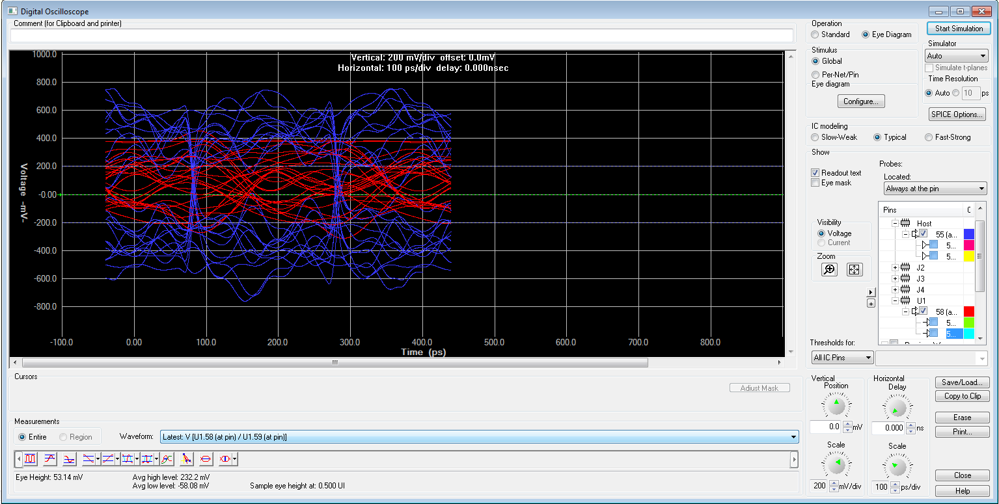 Digital Oscilloscope
Comment (for Clipboard and printer)
Vertical: 200 mV/div offset: 0.0mV
Horizontal: 100 ps/div delay: 0.000nsec
1000.0
800.0
600.0
400.0
200.0
-0.00
-200.0
-400.0
-600.0
-800.0
Voltage -mV-
-100.0 0.00 100.0 200.0 300.0 400.0 500.0 600.0 700.0 800.0
Time (ps)
Operation
Standard Eye Diagram
Start Simulation
Stimulus
Global
Per-Net/Pin
Simulator
Auto
Simulate t-planes
Time Resolution
Auto 10 ps
Eye diagram
Configure...
SPICE Options...
IC modeling
Slow-Weak Typical Fast-Strong
Show
Readout text
Eye mask
Probes:
Located:
Always at the pin
Pins C
Host
55 (a...
5...
5...
J2
J3
J4
U1
58 (a...
5...
5...
Visibility
Voltage
Current
Zoom
Thresholds for:
All IC Pins
Cursors
Adjust Mask
Measurements
Entire Region Waveform: Latest: V [U1.58 (at pin) / U1.59 (at pin)]
Eye Height: 53.14 mV Avg high level: 232.2 mV
Avg low level: -58.08 mV Sample eye height at: 0.500 UI
Vertical
Position
0.0 mV
Scale
200 mV/div
Horizontal
Delay
0.000 ns
Scale
100 ps/div
Save/Load...
Copy to Clip
Erase
Print...
Close
Help